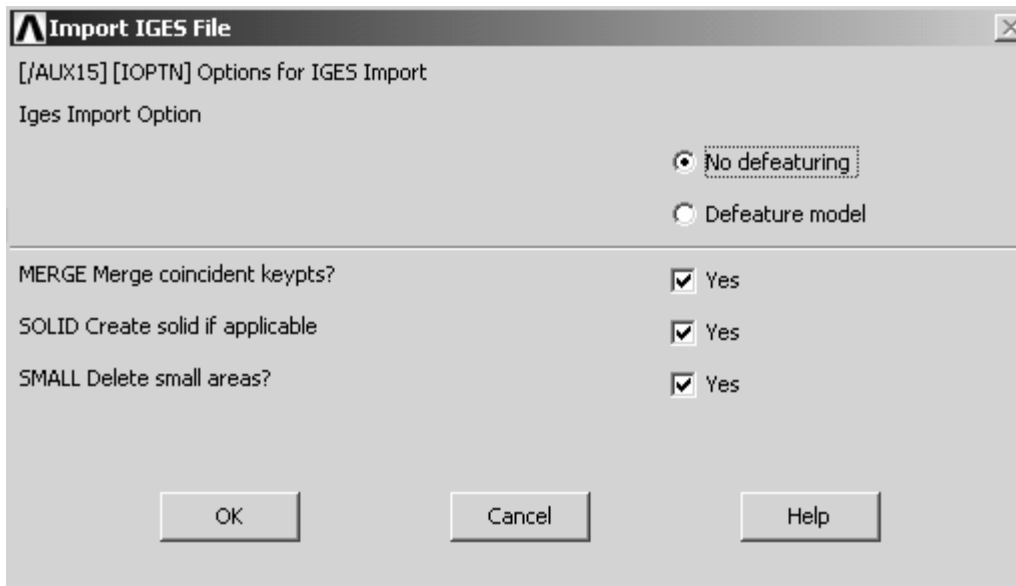 Import IGES File
[/AUX15] [IOPTN] Options for IGES Import
Iges Import Option
No defeaturing
Defeature model
MERGE Merge coincident keypts? Yes
SOLID Create solid if applicable Yes
SMALL Delete small areas? Yes
OK Cancel Help